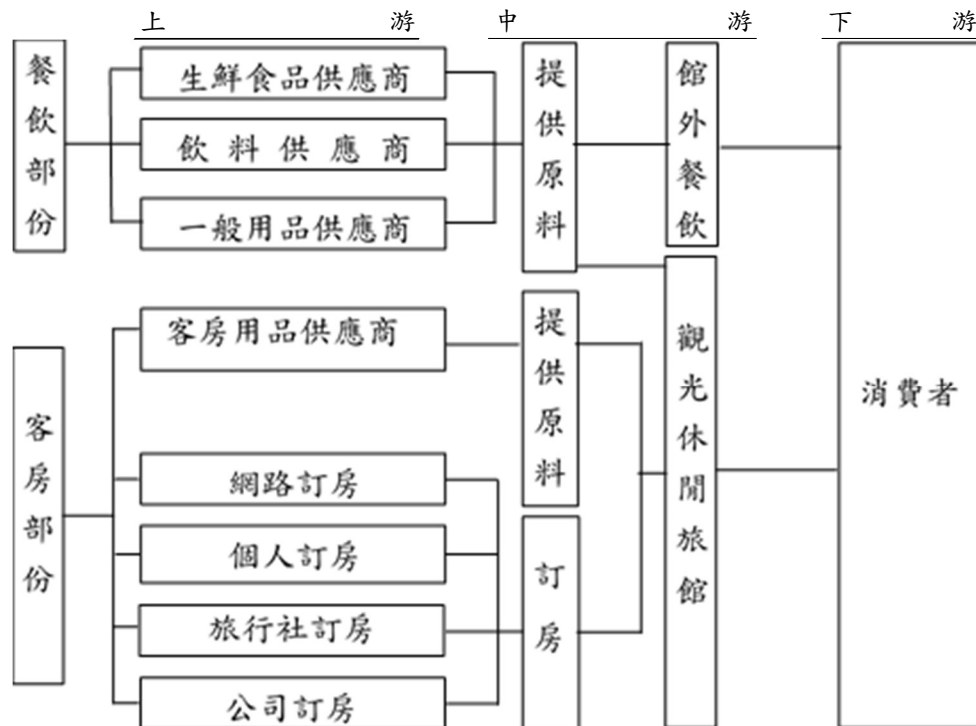 上 游
中 游
下 游
餐飲部份
生鮮食品供應商
飲料供應商
一般用品供應商
提供原料
館外餐飲
客房部份
客房用品供應商
網路訂房
個人訂房
旅行社訂房
公司訂房
提供原料
訂房
觀光休閒旅館
消費者